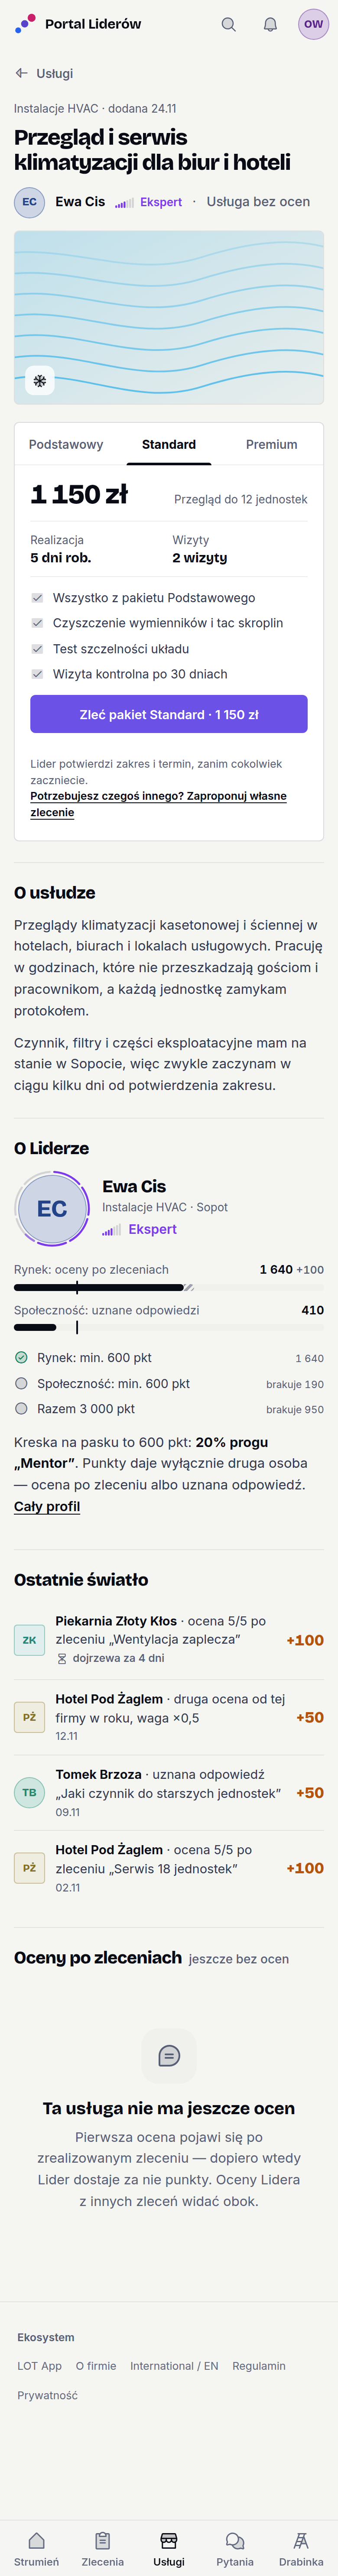 Portal Liderów
OW
Usługi
Instalacje HVAC · dodana 24.11
Przegląd i serwis
klimatyzacji dla biur i hoteli
EC Ewa Cis Ekspert · Usługa bez ocen
Podstawowy Standard Premium
1 150 zł Przegląd do 12 jednostek
Realizacja Wizyty
5 dni rob. 2 wizyty
Wszystko z pakietu Podstawowego
Czyszczenie wymienników i tac skroplin
Test szczelności układu
Wizyta kontrolna po 30 dniach
Zleć pakiet Standard · 1 150 zł
Lider potwierdzi zakres i termin, zanim cokolwiek
zaczniecie.
Potrzebujesz czegoś innego? Zaproponuj własne
zlecenie
O usłudze
Przeglądy klimatyzacji kasetonowej i ściennej w
hotelach, biurach i lokalach usługowych. Pracuję
w godzinach, które nie przeszkadzają gościom i
pracownikom, a każdą jednostkę zamykam
protokołem.
Czynnik, filtry i części eksploatacyjne mam na
stanie w Sopocie, więc zwykle zaczynam w
ciągu kilku dni od potwierdzenia zakresu.
O Liderze
EC
Ewa Cis
Instalacje HVAC · Sopot
Ekspert
Rynek: oceny po zleceniach 1 640 +100
Społeczność: uznane odpowiedzi 410
Rynek: min. 600 pkt 1 640
Społeczność: min. 600 pkt brakuje 190
Razem 3 000 pkt brakuje 950
Kreska na pasku to 600 pkt: 20% progu
„Mentor”. Punkty daje wyłącznie druga osoba
— ocena po zleceniu albo uznana odpowiedź.
Cały profil
Ostatnie światło
ZK
Piekarnia Złoty Kłos · ocena 5/5 po
zleceniu „Wentylacja zaplecza” +100
dojrzewa za 4 dni
PŻ
Hotel Pod Żaglem · druga ocena od tej
firmy w roku, waga ×0,5 +50
12.11
TB
Tomek Brzoza · uznana odpowiedź
„Jaki czynnik do starszych jednostek” +50
09.11
PŻ
Hotel Pod Żaglem · ocena 5/5 po
zleceniu „Serwis 18 jednostek” +100
02.11
Oceny po zleceniach jeszcze bez ocen
Ta usługa nie ma jeszcze ocen
Pierwsza ocena pojawi się po
zrealizowanym zleceniu — dopiero wtedy
Lider dostaje za nie punkty. Oceny Lidera
z innych zleceń widać obok.
Ekosystem
LOT App O firmie International / EN Regulamin
Prywatność
Strumień Zlecenia Usługi Pytania Drabinka